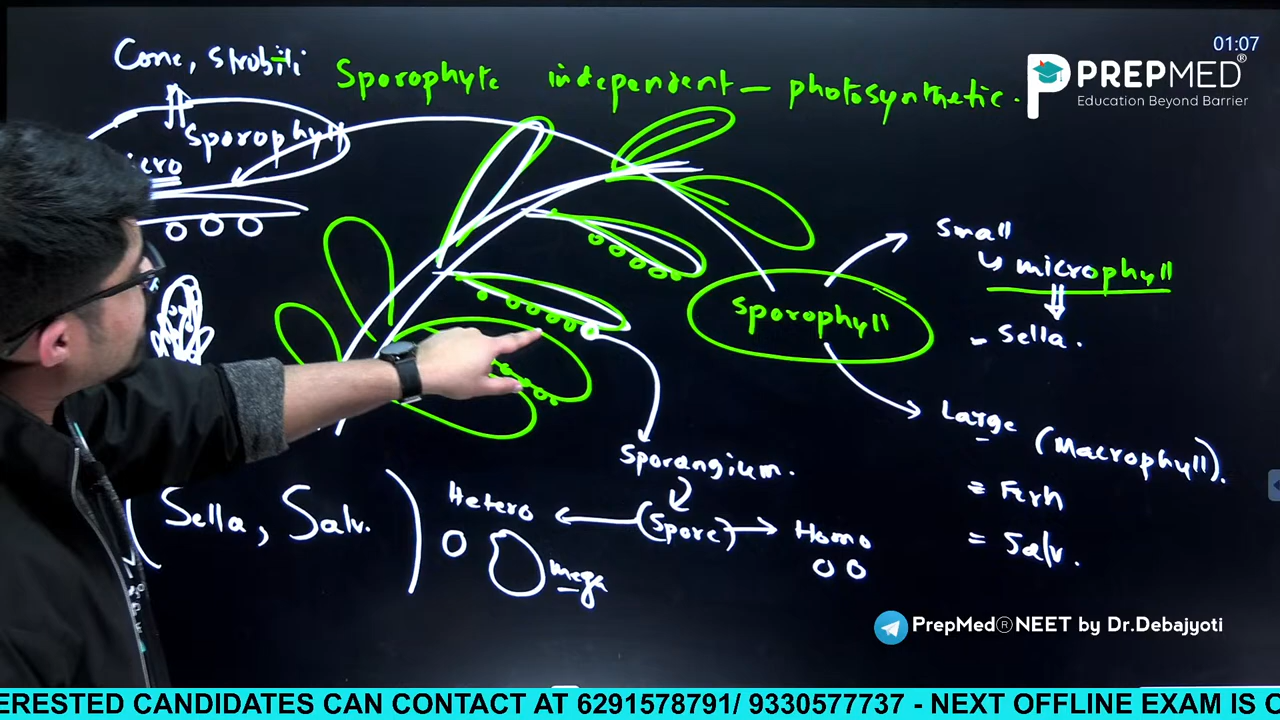 01:07
PREPMED®
Education Beyond Barrier
Cone, Strobili
Sporophyte independent — photosynthetic.
Sporophyll
icro
Small
microphyll
- Sella.
Sporophyll
Large (Macrophyll).
= Fern
= Salv.
Sporangium.
(Sella, Salv.)
Hetero
(Spore)
Homo
mega
PrepMed®NEET by Dr.Debajyoti
ERESTED CANDIDATES CAN CONTACT AT 6291578791/ 9330577737 - NEXT OFFLINE EXAM IS